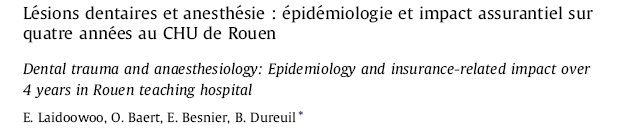 Lésions dentaires et anesthésie : épidémiologie et impact assurantiel sur
quatre années au CHU de Rouen
Dental trauma and anæsthesiology: Epidemiology and insurance-related impact over
4 years in Rouen teaching hospital
E. Laidoowoo, O. Baert, E. Besnier, B. Dureuil*